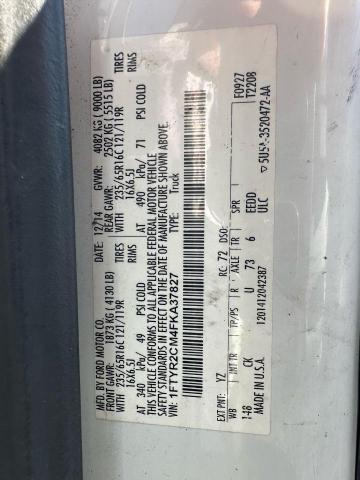 MFD. BY FORD MOTOR CO.
DATE: 12/14
GVWR: 4082 KG ( 9000 LB)
FRONT GAWR: 1873 KG ( 4130 LB)
REAR GAWR: 2502 KG ( 5515 LB)
WITH 235/65R16C 121/119R TIRES
WITH 235/65R16C 121/119R TIRES
16X6.5J RIMS
16X6.5J RIMS
AT 340 kPa/ 49 PSI COLD
AT 490 kPa/ 71 PSI COLD
THIS VEHICLE CONFORMS TO ALL APPLICABLE FEDERAL MOTOR VEHICLE
SAFETY STANDARDS IN EFFECT ON THE DATE OF MANUFACTURE SHOWN ABOVE.
VIN: 1FTYR2CM4FKA37827
TYPE: Truck
F0927
T2208
EXT PNT: YZ RC: 72 DSO:
WB INT TR TP/PS R AXLE TR SPR
148 CK U 73 6 EEDD
ULC
MADE IN U.S.A.
1201412042387
3520472-AA